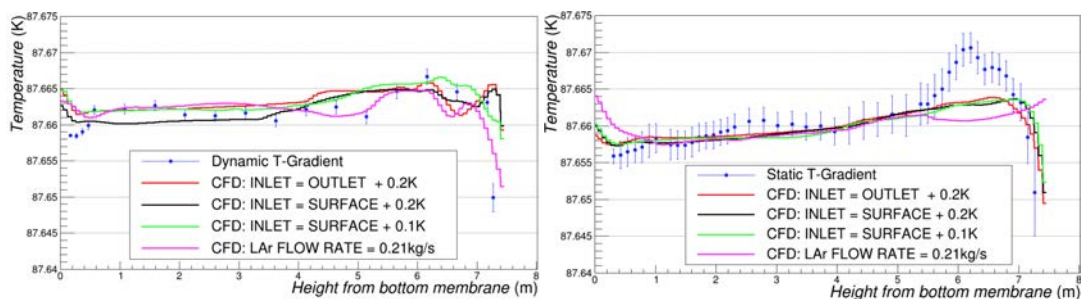 87.675
87.67
87.665
87.66
87.655
87.65
87.645
87.64
Temperature (K)
Dynamic T-Gradient
CFD: INLET = OUTLET + 0.2K
CFD: INLET = SURFACE + 0.2K
CFD: INLET = SURFACE + 0.1K
CFD: LAr FLOW RATE = 0.21kg/s
0 1 2 3 4 5 6 7 8
Height from bottom membrane (m)
87.675
87.67
87.665
87.66
87.655
87.65
87.645
87.64
Temperature (K)
Static T-Gradient
CFD: INLET = OUTLET + 0.2K
CFD: INLET = SURFACE + 0.2K
CFD: INLET = SURFACE + 0.1K
CFD: LAr FLOW RATE = 0.21kg/s
0 1 2 3 4 5 6 7 8
Height from bottom membrane (m)